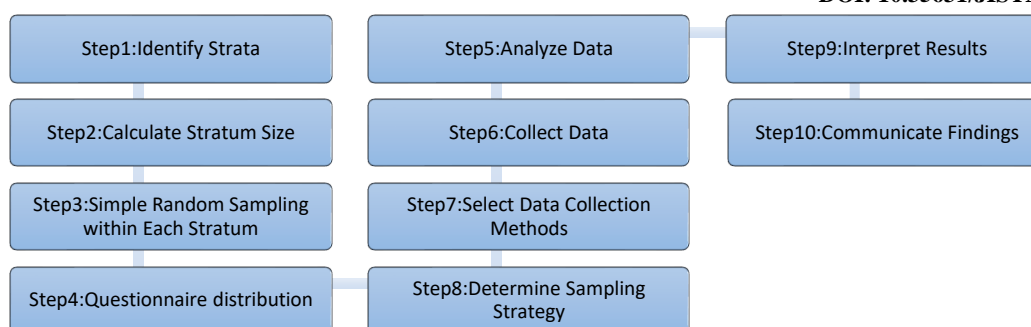 Step1:Identify Strata
Step2:Calculate Stratum Size
Step3:Simple Random Sampling
within Each Stratum
Step4:Questionnaire distribution
Step5:Analyze Data
Step6:Collect Data
Step7:Select Data Collection
Methods
Step8:Determine Sampling
Strategy
Step9:Interpret Results
Step10:Communicate Findings